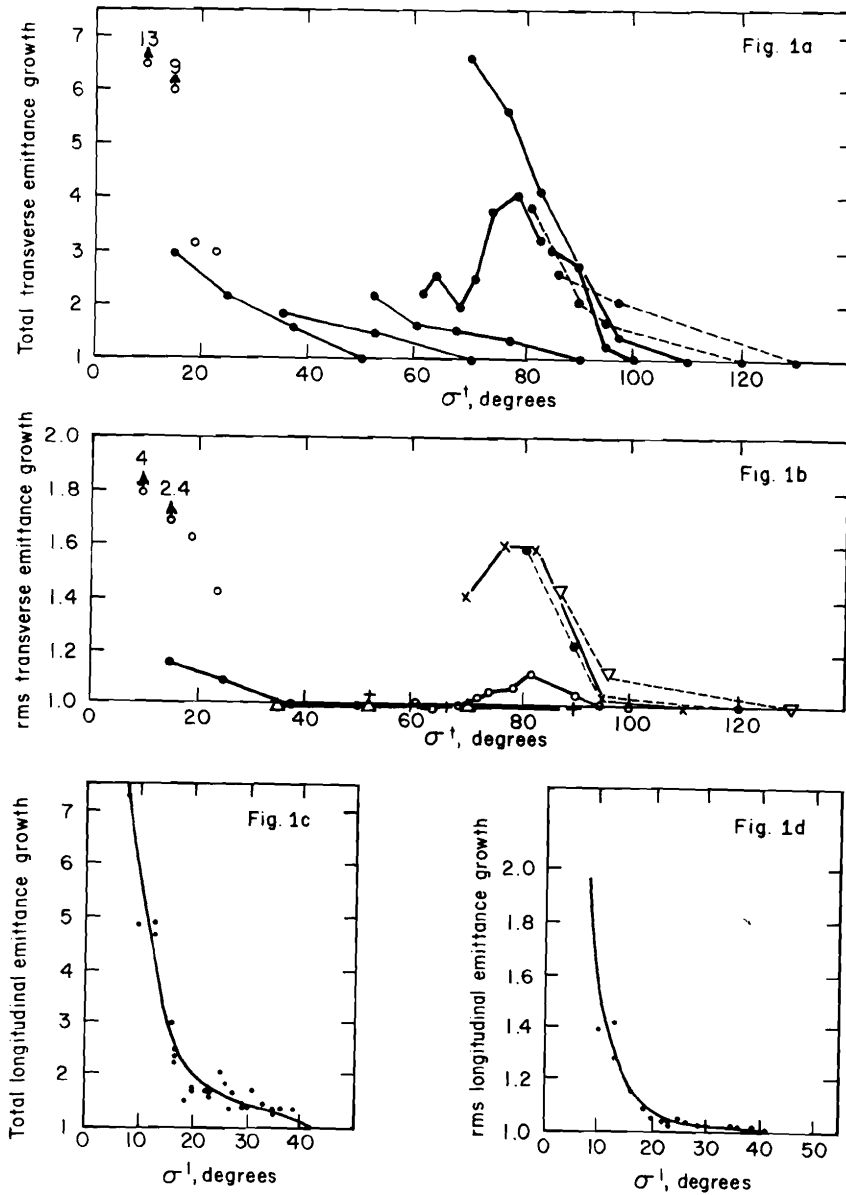 Fig. 1a
Total transverse emittance growth
7
6
5
4
3
2
1
13
9
0 20 40 60 80 100 120
σᵗ, degrees
Fig. 1b
rms transverse emittance growth
2.0
1.8
1.6
1.4
1.2
1.0
4
2.4
0 20 40 60 80 100 120
σᵗ, degrees
Fig. 1c
Total longitudinal emittance growth
7
6
5
4
3
2
1
0 10 20 30 40
σˡ, degrees
Fig. 1d
rms longitudinal emittance growth
2.0
1.8
1.6
1.4
1.2
1.0
0 10 20 30 40 50
σˡ, degrees